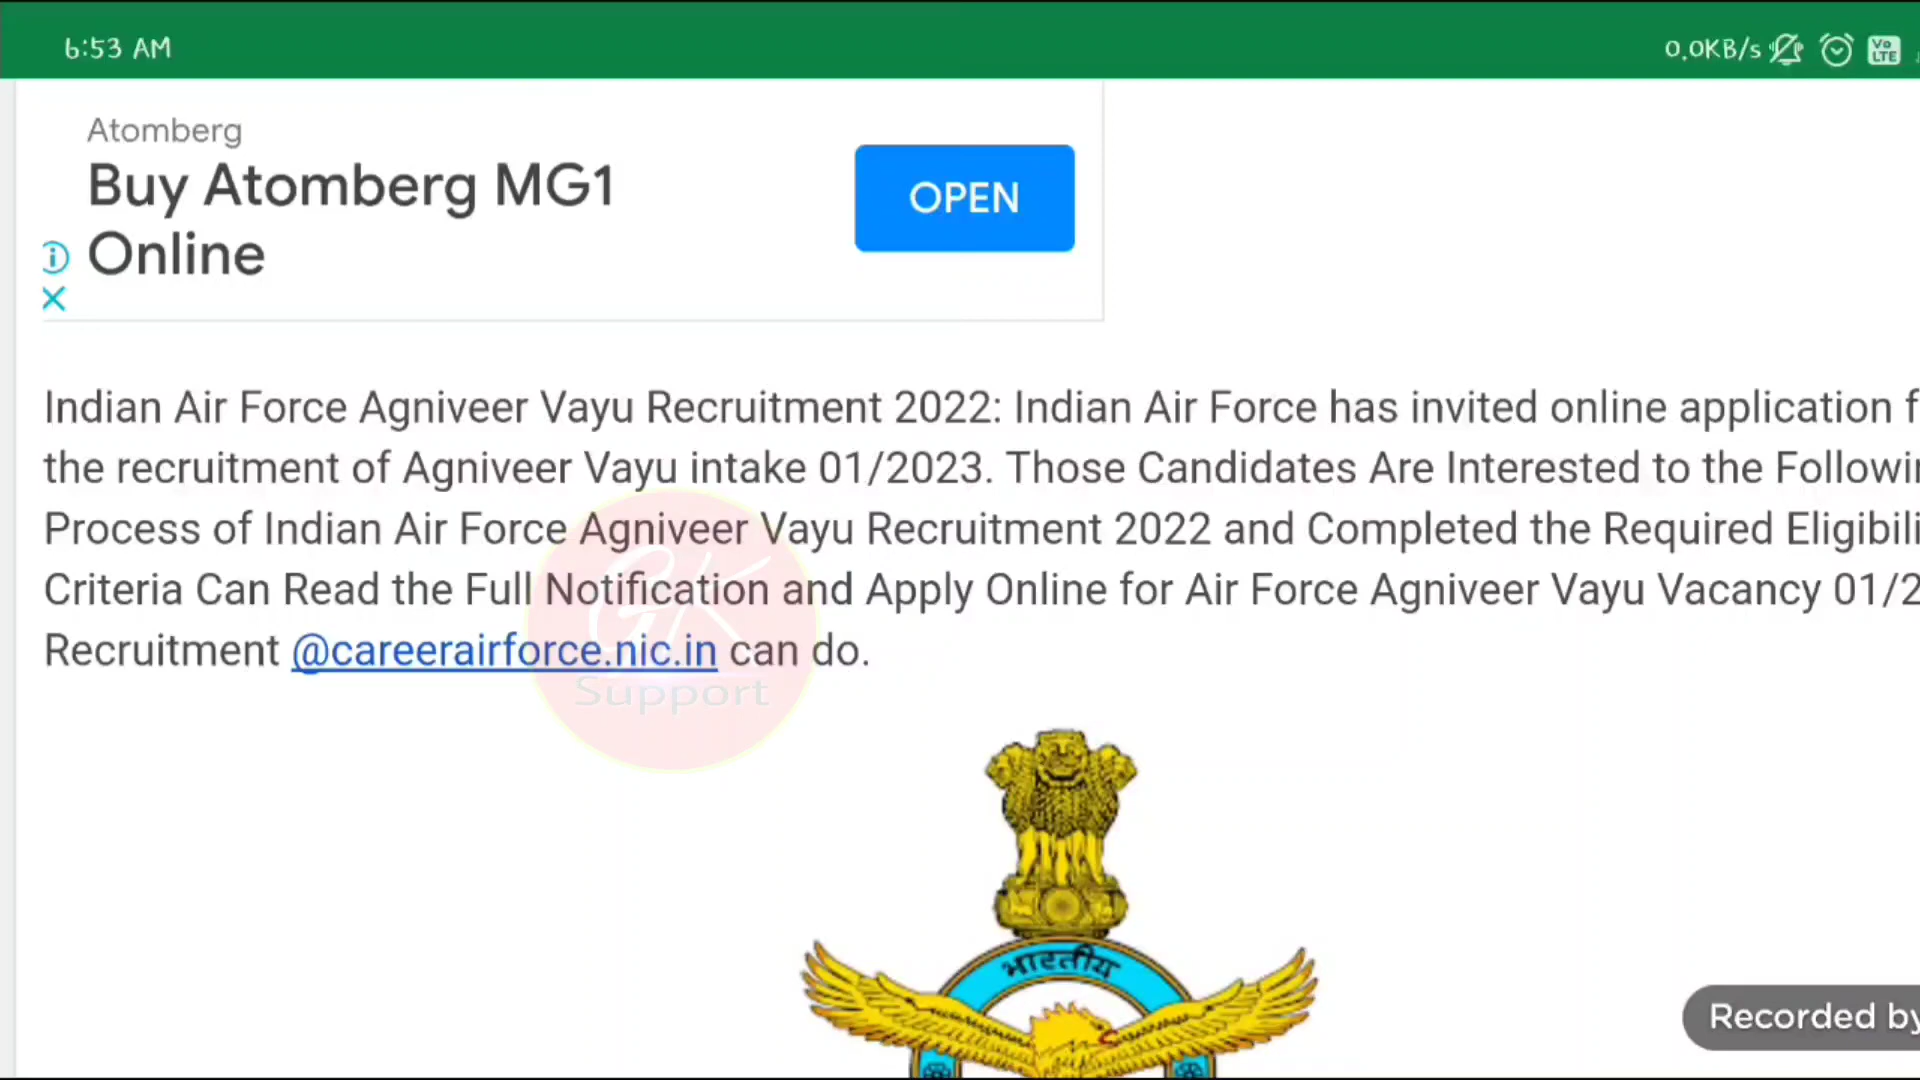 6:53 AM
0.0KB/s
Vo
LTE
Atomberg
Buy Atomberg MG1
Online
OPEN
Indian Air Force Agniveer Vayu Recruitment 2022: Indian Air Force has invited online application f
the recruitment of Agniveer Vayu intake 01/2023. Those Candidates Are Interested to the Followin
Process of Indian Air Force Agniveer Vayu Recruitment 2022 and Completed the Required Eligibili
Criteria Can Read the Full Notification and Apply Online for Air Force Agniveer Vayu Vacancy 01/2
Recruitment @careerairforce.nic.in can do.
GK
Support
भारतीय
Recorded by